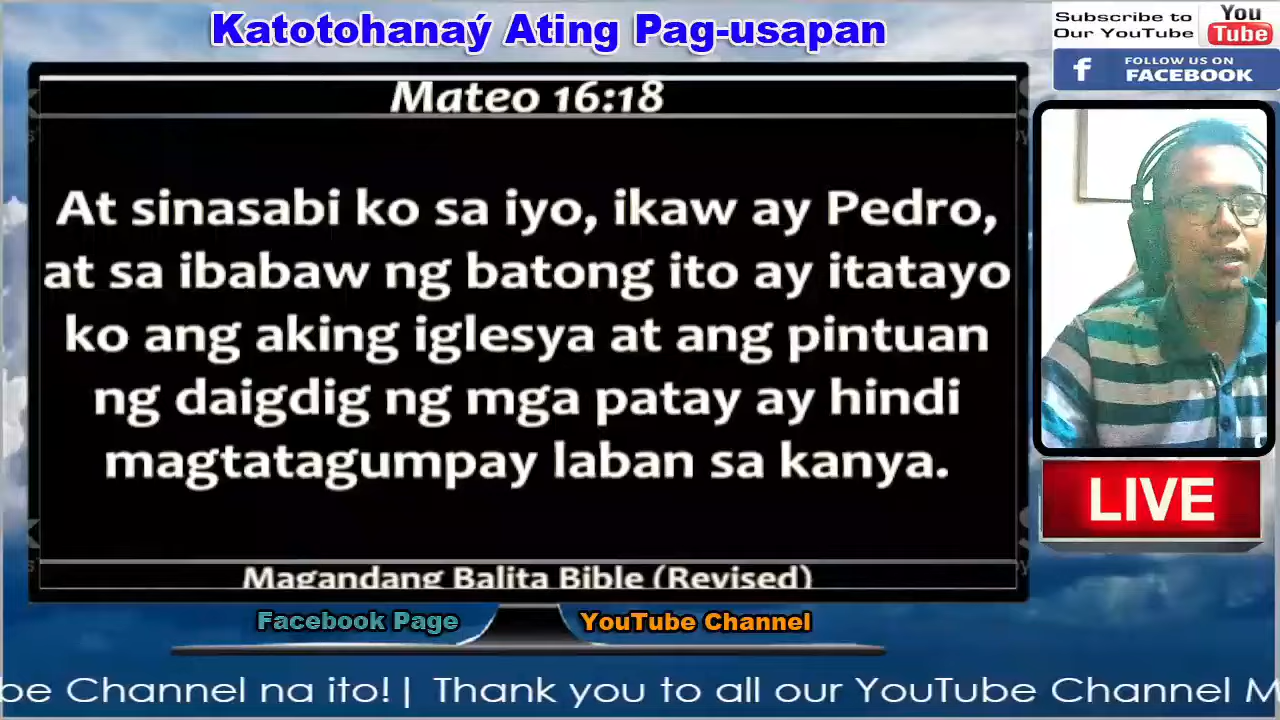 Katotohanaý Ating Pag-usapan
Subscribe to
Our YouTube
You
Tube
f
FOLLOW US ON
FACEBOOK
Mateo 16:18
At sinasabi ko sa iyo, ikaw ay Pedro,
at sa ibabaw ng batong ito ay itatayo
ko ang aking iglesya at ang pintuan
ng daigdig ng mga patay ay hindi
magtatagumpay laban sa kanya.
Magandang Balita Bible (Revised)
LIVE
Facebook Page
YouTube Channel
be Channel na ito! | Thank you to all our YouTube Channel M